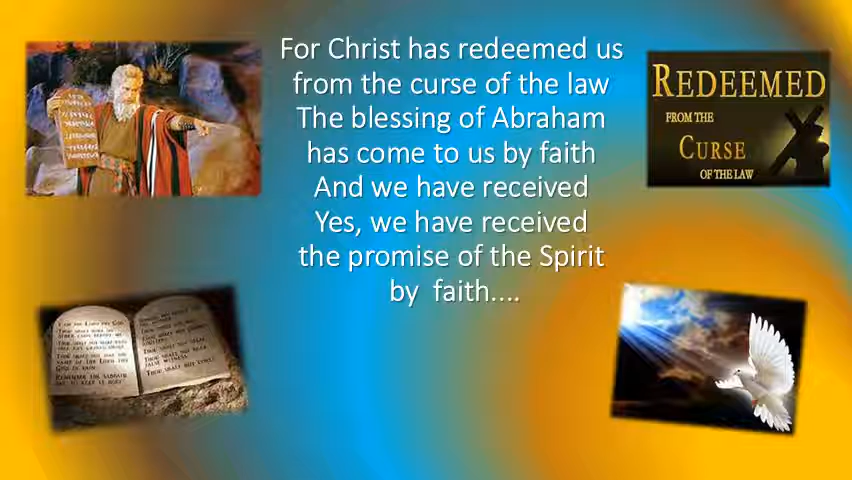 For Christ has redeemed us
from the curse of the law
The blessing of Abraham
has come to us by faith
And we have received
Yes, we have received
the promise of the Spirit
by faith....
REDEEMED
FROM THE
CURSE
OF THE LAW